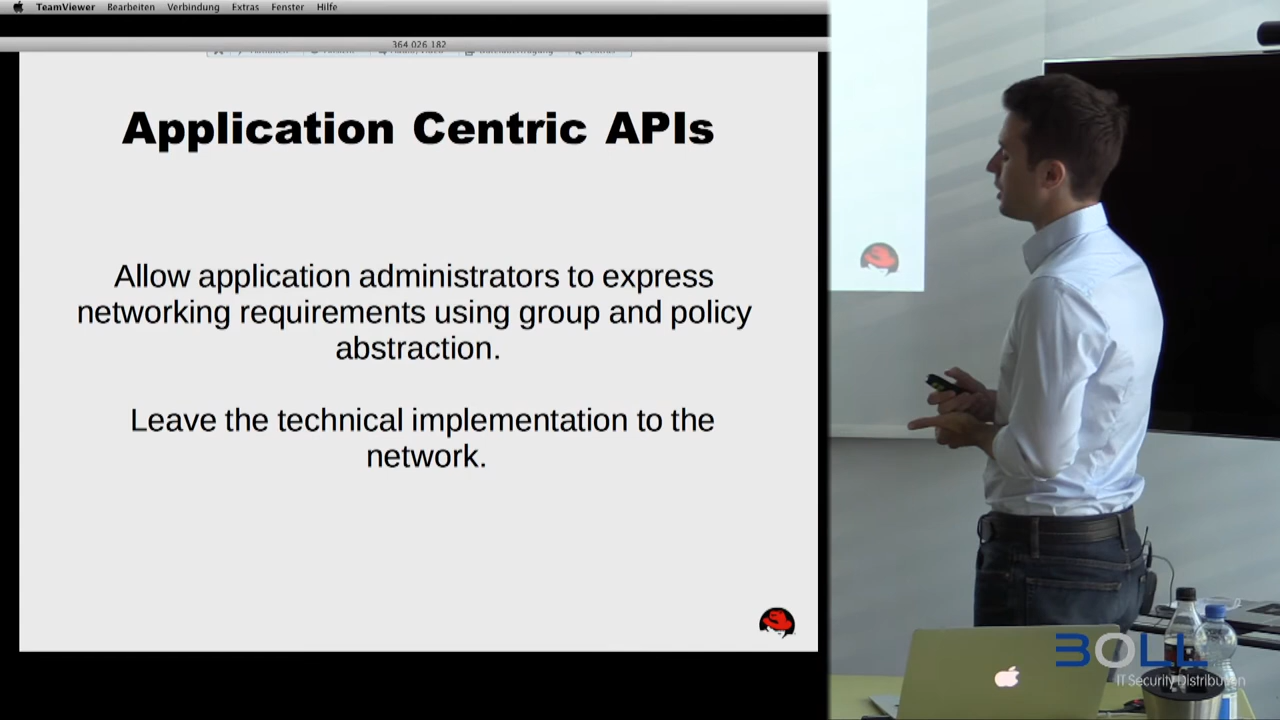 TeamViewer Bearbeiten Verbindung Extras Fenster Hilfe
364 026 182
Application Centric APIs
Allow application administrators to express
networking requirements using group and policy
abstraction.
Leave the technical implementation to the
network.
BOLL
IT Security Distribution